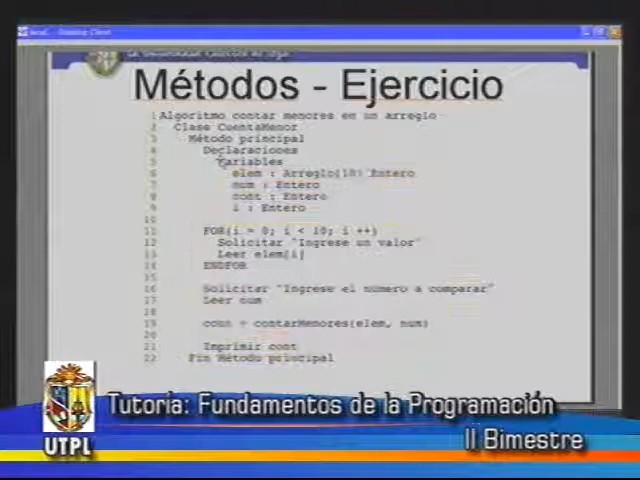 Métodos - Ejercicio
1 Algoritmo contar menores en un arreglo
2 Clase CuentaMenor
3 Método principal
4 Declaraciones
5 Variables
6 elem : Arreglo(10) Entero
7 num : Entero
8 cont : Entero
9 i : Entero
10
11 FOR(i = 0; i < 10; i ++)
12 Solicitar "Ingrese un valor"
13 Leer elem[i]
14 ENDFOR
15
16 Solicitar "Ingrese el número a comparar"
17 Leer num
18
19 cont = contarMenores(elem, num)
20
21 Imprimir cont
22 Fin Método principal
Tutoría: Fundamentos de la Programación
II Bimestre
UTPL